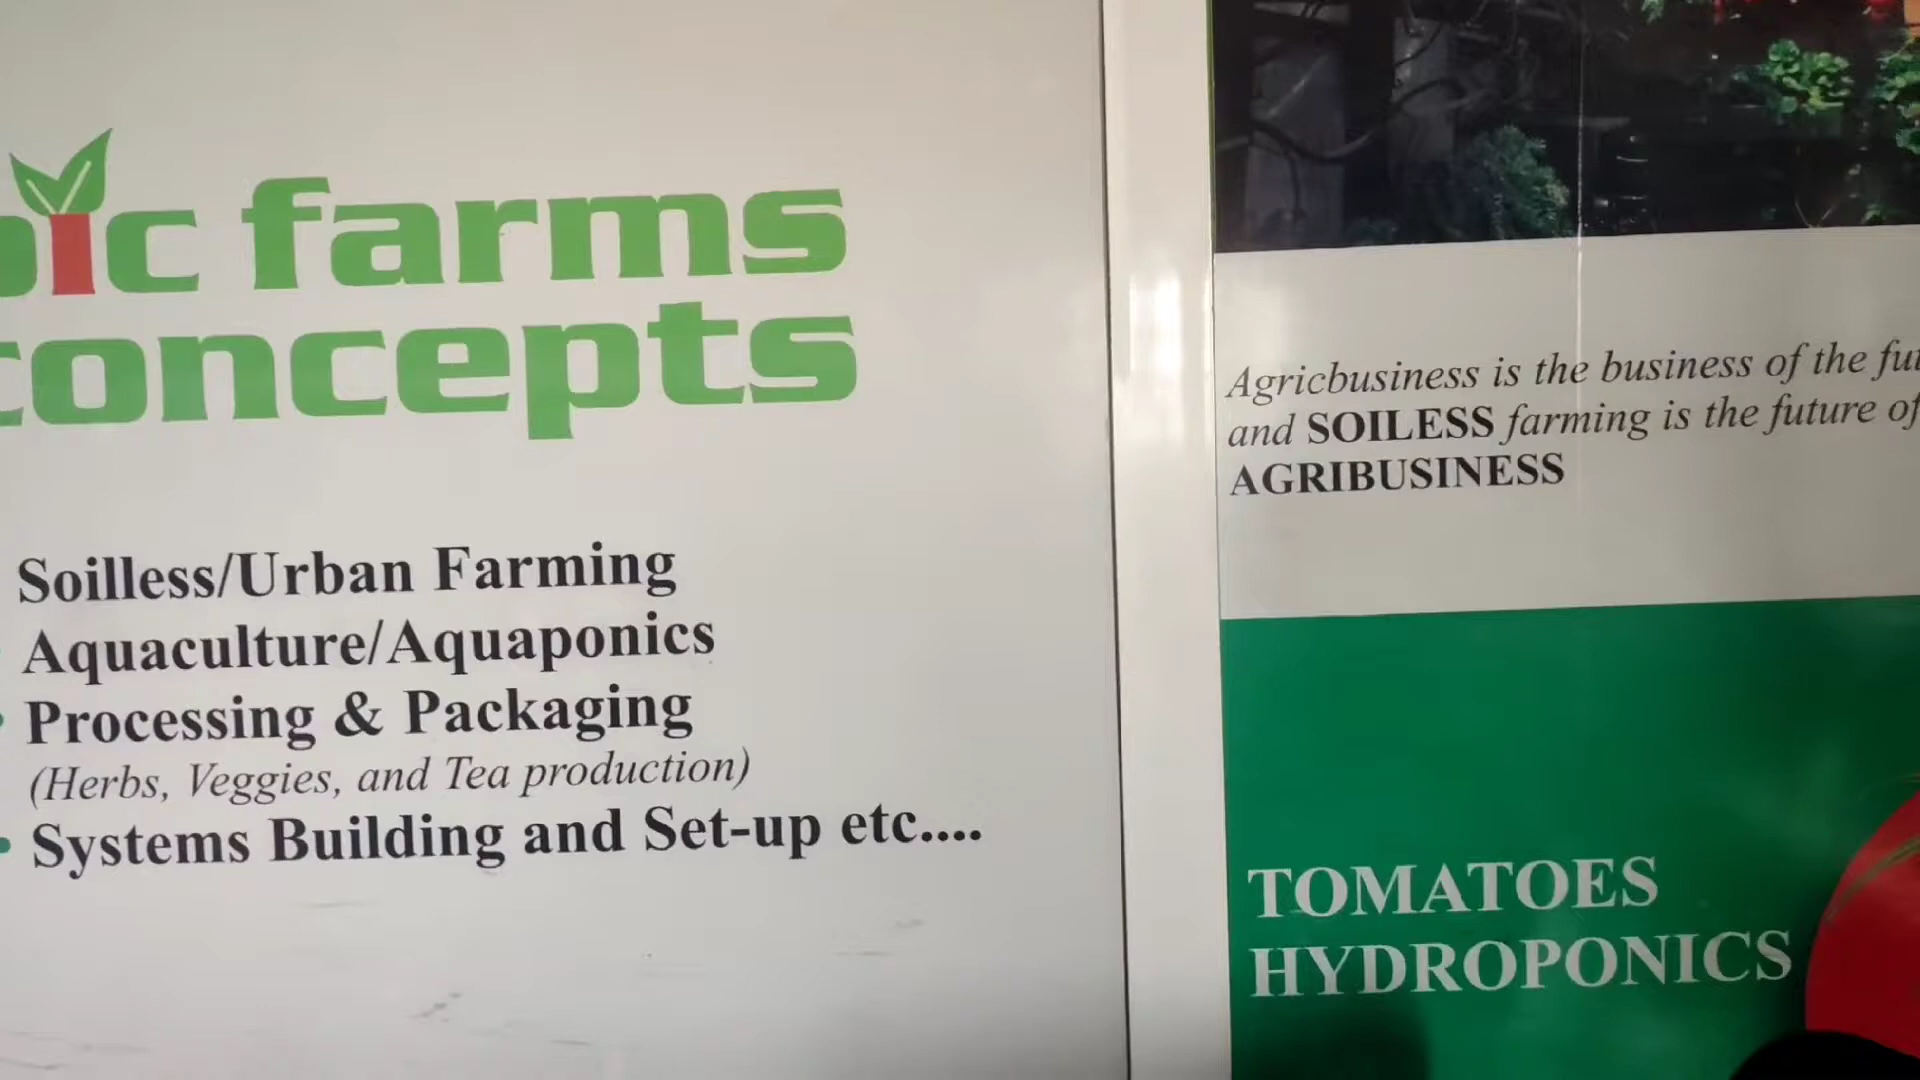 farms
concepts
Soilless/Urban Farming
Aquaculture/Aquaponics
• Processing & Packaging
(Herbs, Veggies, and Tea production)
• Systems Building and Set-up etc....
Agricbusiness is the business of the
and SOILESS farming is the future of
AGRIBUSINESS
TOMATOES
HYDROPONICS